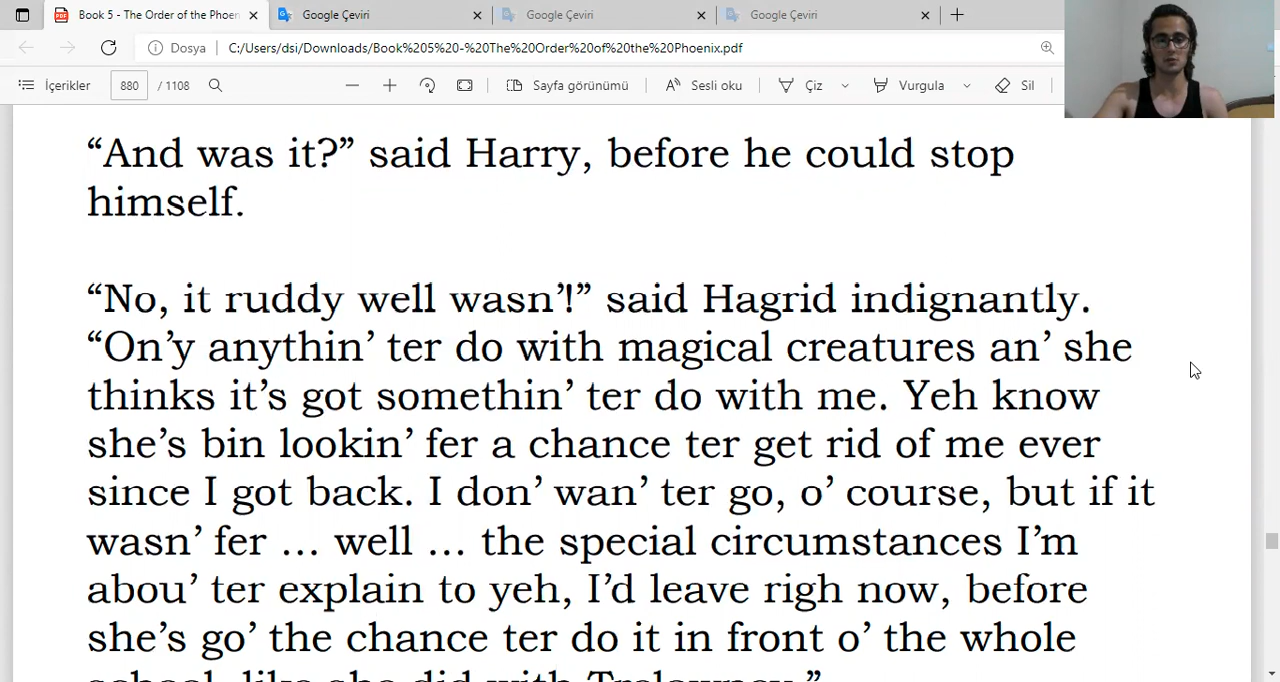 Book 5 - The Order of the Phoen
Google Çeviri
Google Çeviri
Google Çeviri
Dosya
C:/Users/dsi/Downloads/Book%205%20-%20The%20Order%20of%20the%20Phoenix.pdf
İçerikler
880
/ 1108
Sayfa görünümü
Sesli oku
Çiz
Vurgula
Sil
“And was it?” said Harry, before he could stop
himself.
“No, it ruddy well wasn’!” said Hagrid indignantly.
“On’y anythin’ ter do with magical creatures an’ she
thinks it’s got somethin’ ter do with me. Yeh know
she’s bin lookin’ fer a chance ter get rid of me ever
since I got back. I don’ wan’ ter go, o’ course, but if it
wasn’ fer … well … the special circumstances I’m
abou’ ter explain to yeh, I’d leave righ now, before
she’s go’ the chance ter do it in front o’ the whole
school, like she did with Trelawney.”